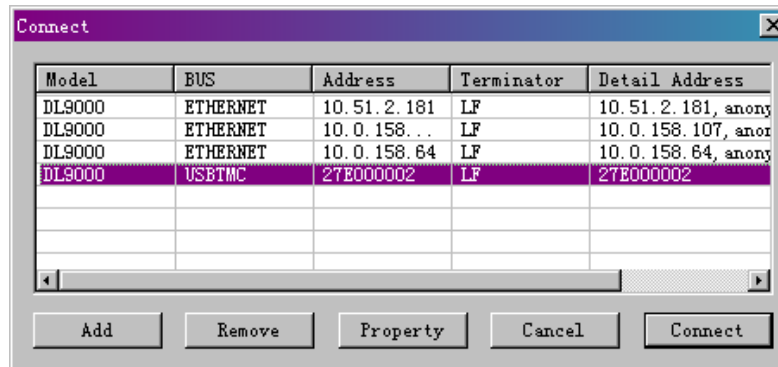 Connect
Model BUS Address Terminator Detail Address
DL9000 ETHERNET 10.51.2.181 LF 10.51.2.181, anony
DL9000 ETHERNET 10.0.158... LF 10.0.158.107, anor
DL9000 ETHERNET 10.0.158.64 LF 10.0.158.64, anony
DL9000 USBTMC 27E000002 LF 27E000002
Add Remove Property Cancel Connect